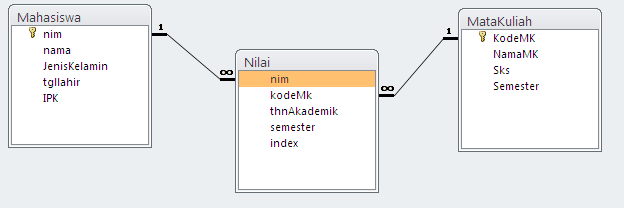 Mahasiswa
nim
nama
JenisKelamin
tgllahir
IPK
1
∞
Nilai
nim
kodeMk
thnAkademik
semester
index
1
∞
MataKuliah
KodeMK
NamaMK
Sks
Semester